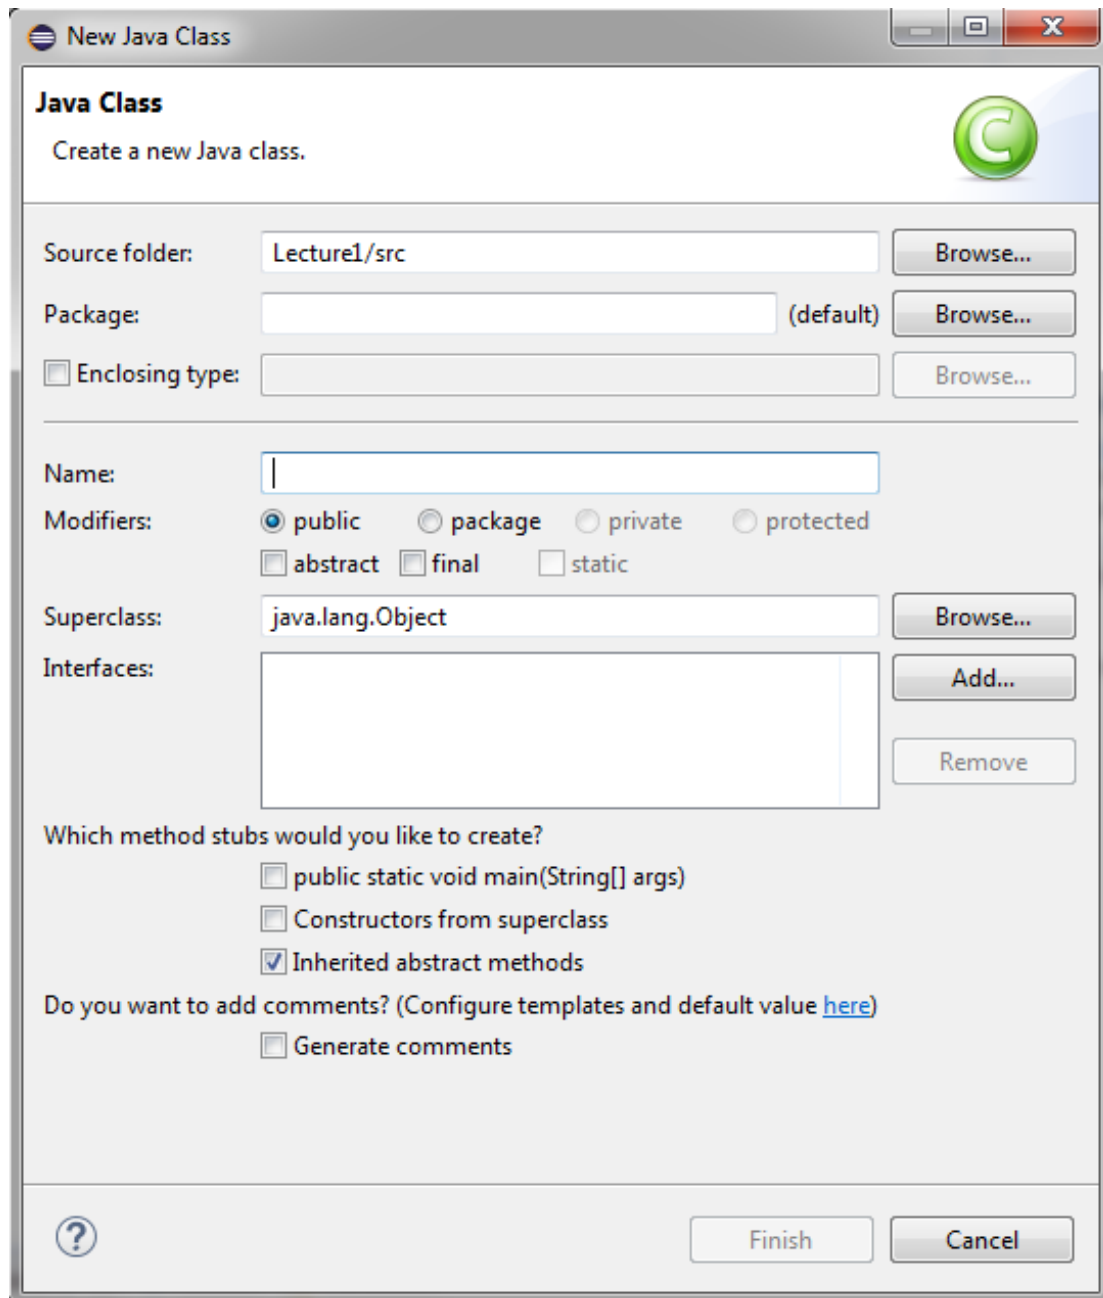 New Java Class
Java Class
Create a new Java class.
C
Source folder: Lecture1/src Browse...
Package: (default) Browse...
Enclosing type: Browse...
Name:
Modifiers: public package private protected
abstract final static
Superclass: java.lang.Object Browse...
Interfaces: Add...
Remove
Which method stubs would you like to create?
public static void main(String[] args)
Constructors from superclass
Inherited abstract methods
Do you want to add comments? (Configure templates and default value here)
Generate comments
? Finish Cancel